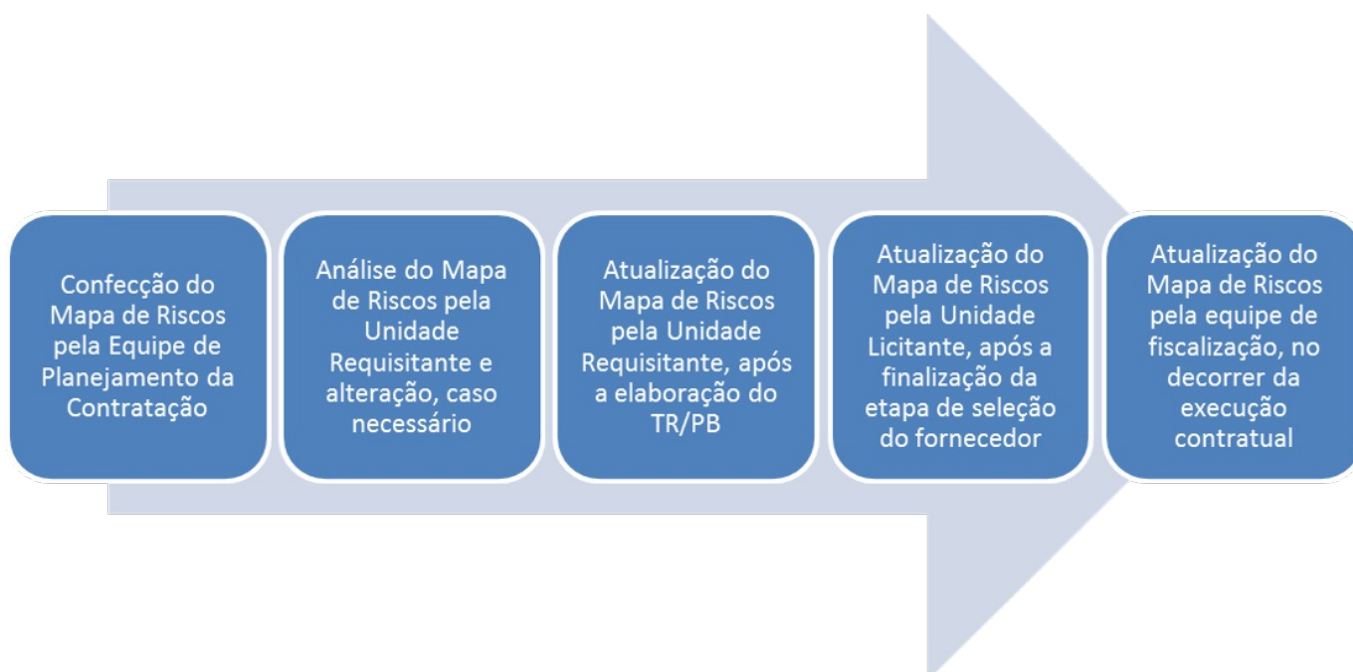 Confecção do
Mapa de Riscos
pela Equipe de
Planejamento da
Contratação
Análise do Mapa
de Riscos pela
Unidade
Requisitante e
alteração, caso
necessário
Atualização do
Mapa de Riscos
pela Unidade
Requisitante, após
a elaboração do
TR/PB
Atualização do
Mapa de Riscos
pela Unidade
Licitante, após a
finalização da
etapa de seleção
do fornecedor
Atualização do
Mapa de Riscos
pela equipe de
fiscalização, no
decorrer da
execução
contratual